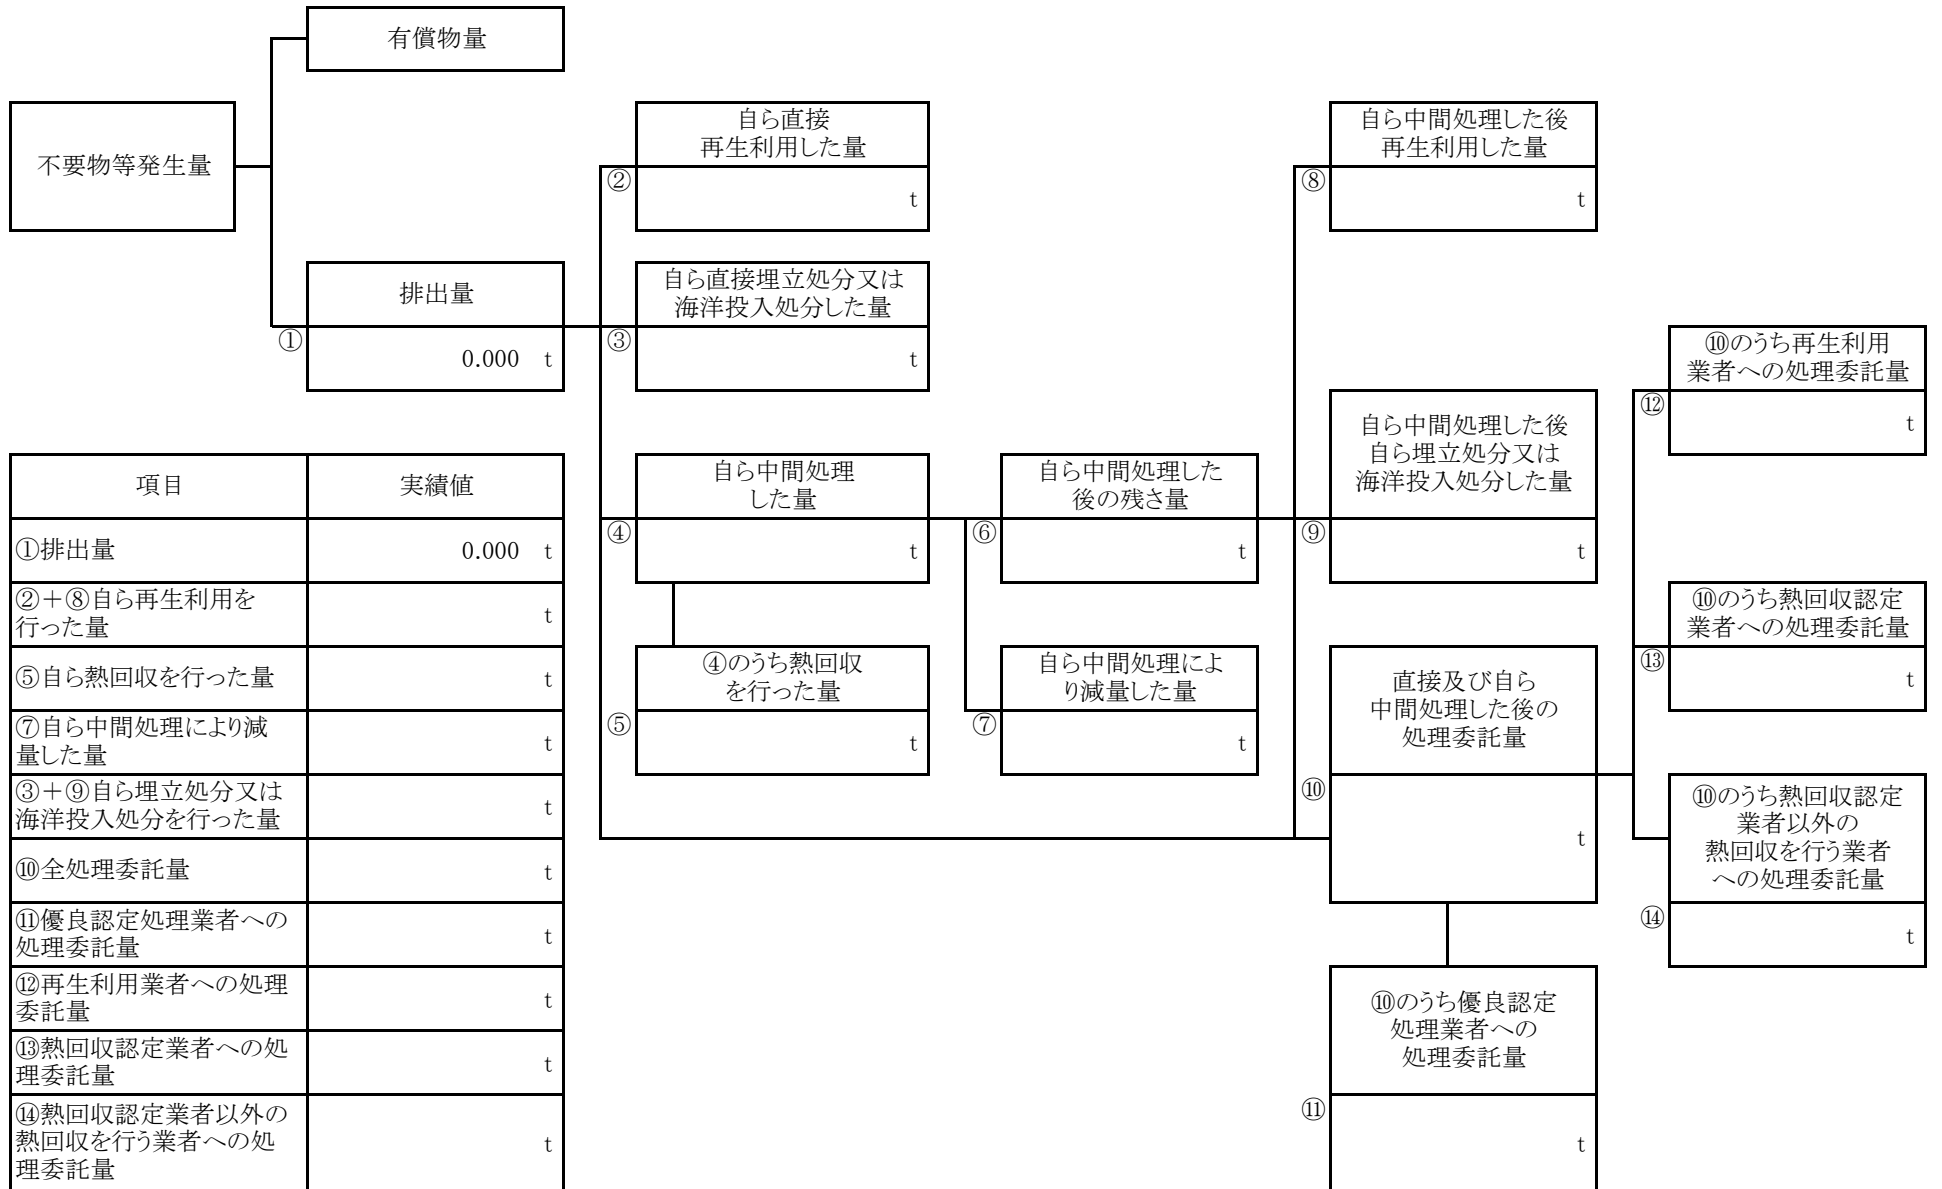 有償物量
不要物等発生量
排出量
①
0.000 t
自ら直接
再生利用した量
②
t
自ら直接埋立処分又は
海洋投入処分した量
③
t
自ら中間処理
した量
④
t
④のうち熱回収
を行った量
⑤
t
自ら中間処理した
後の残さ量
⑥
t
自ら中間処理によ
り減量した量
⑦
t
自ら中間処理した後
再生利用した量
⑧
t
自ら中間処理した後
自ら埋立処分又は
海洋投入処分した量
⑨
t
直接及び自ら
中間処理した後の
処理委託量
⑩
t
⑩のうち優良認定
処理業者への
処理委託量
⑪
t
⑩のうち再生利用
業者への処理委託量
⑫
t
⑩のうち熱回収認定
業者への処理委託量
⑬
t
⑩のうち熱回収認定
業者以外の
熱回収を行う業者
への処理委託量
⑭
t
項目 実績値
①排出量 0.000 t
②＋⑧自ら再生利用を
行った量
t
⑤自ら熱回収を行った量 t
⑦自ら中間処理により減
量した量
t
③＋⑨自ら埋立処分又は
海洋投入処分を行った量
t
⑩全処理委託量 t
⑪優良認定処理業者への
処理委託量
t
⑫再生利用業者への処理
委託量
t
⑬熱回収認定業者への処
理委託量
t
⑭熱回収認定業者以外の
熱回収を行う業者への処
理委託量
t